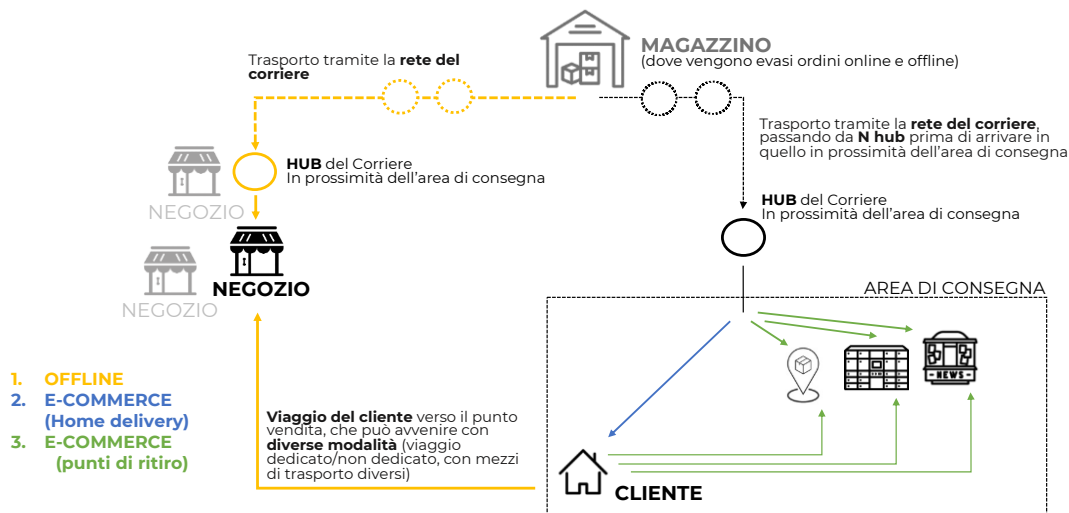 MAGAZZINO
(dove vengono evasi ordini online e offline)
Trasporto tramite la rete del
corriere
Trasporto tramite la rete del corriere,
passando da N hub prima di arrivare in
quello in prossimità dell'area di consegna
HUB del Corriere
In prossimità dell'area di consegna
NEGOZIO
HUB del Corriere
In prossimità dell'area di consegna
NEGOZIO
NEGOZIO
AREA DI CONSEGNA
NEWS
1. OFFLINE
2. E-COMMERCE
(Home delivery)
3. E-COMMERCE
(punti di ritiro)
Viaggio del cliente verso il punto
vendita, che può avvenire con
diverse modalità (viaggio
dedicato/non dedicato, con mezzi
di trasporto diversi)
CLIENTE